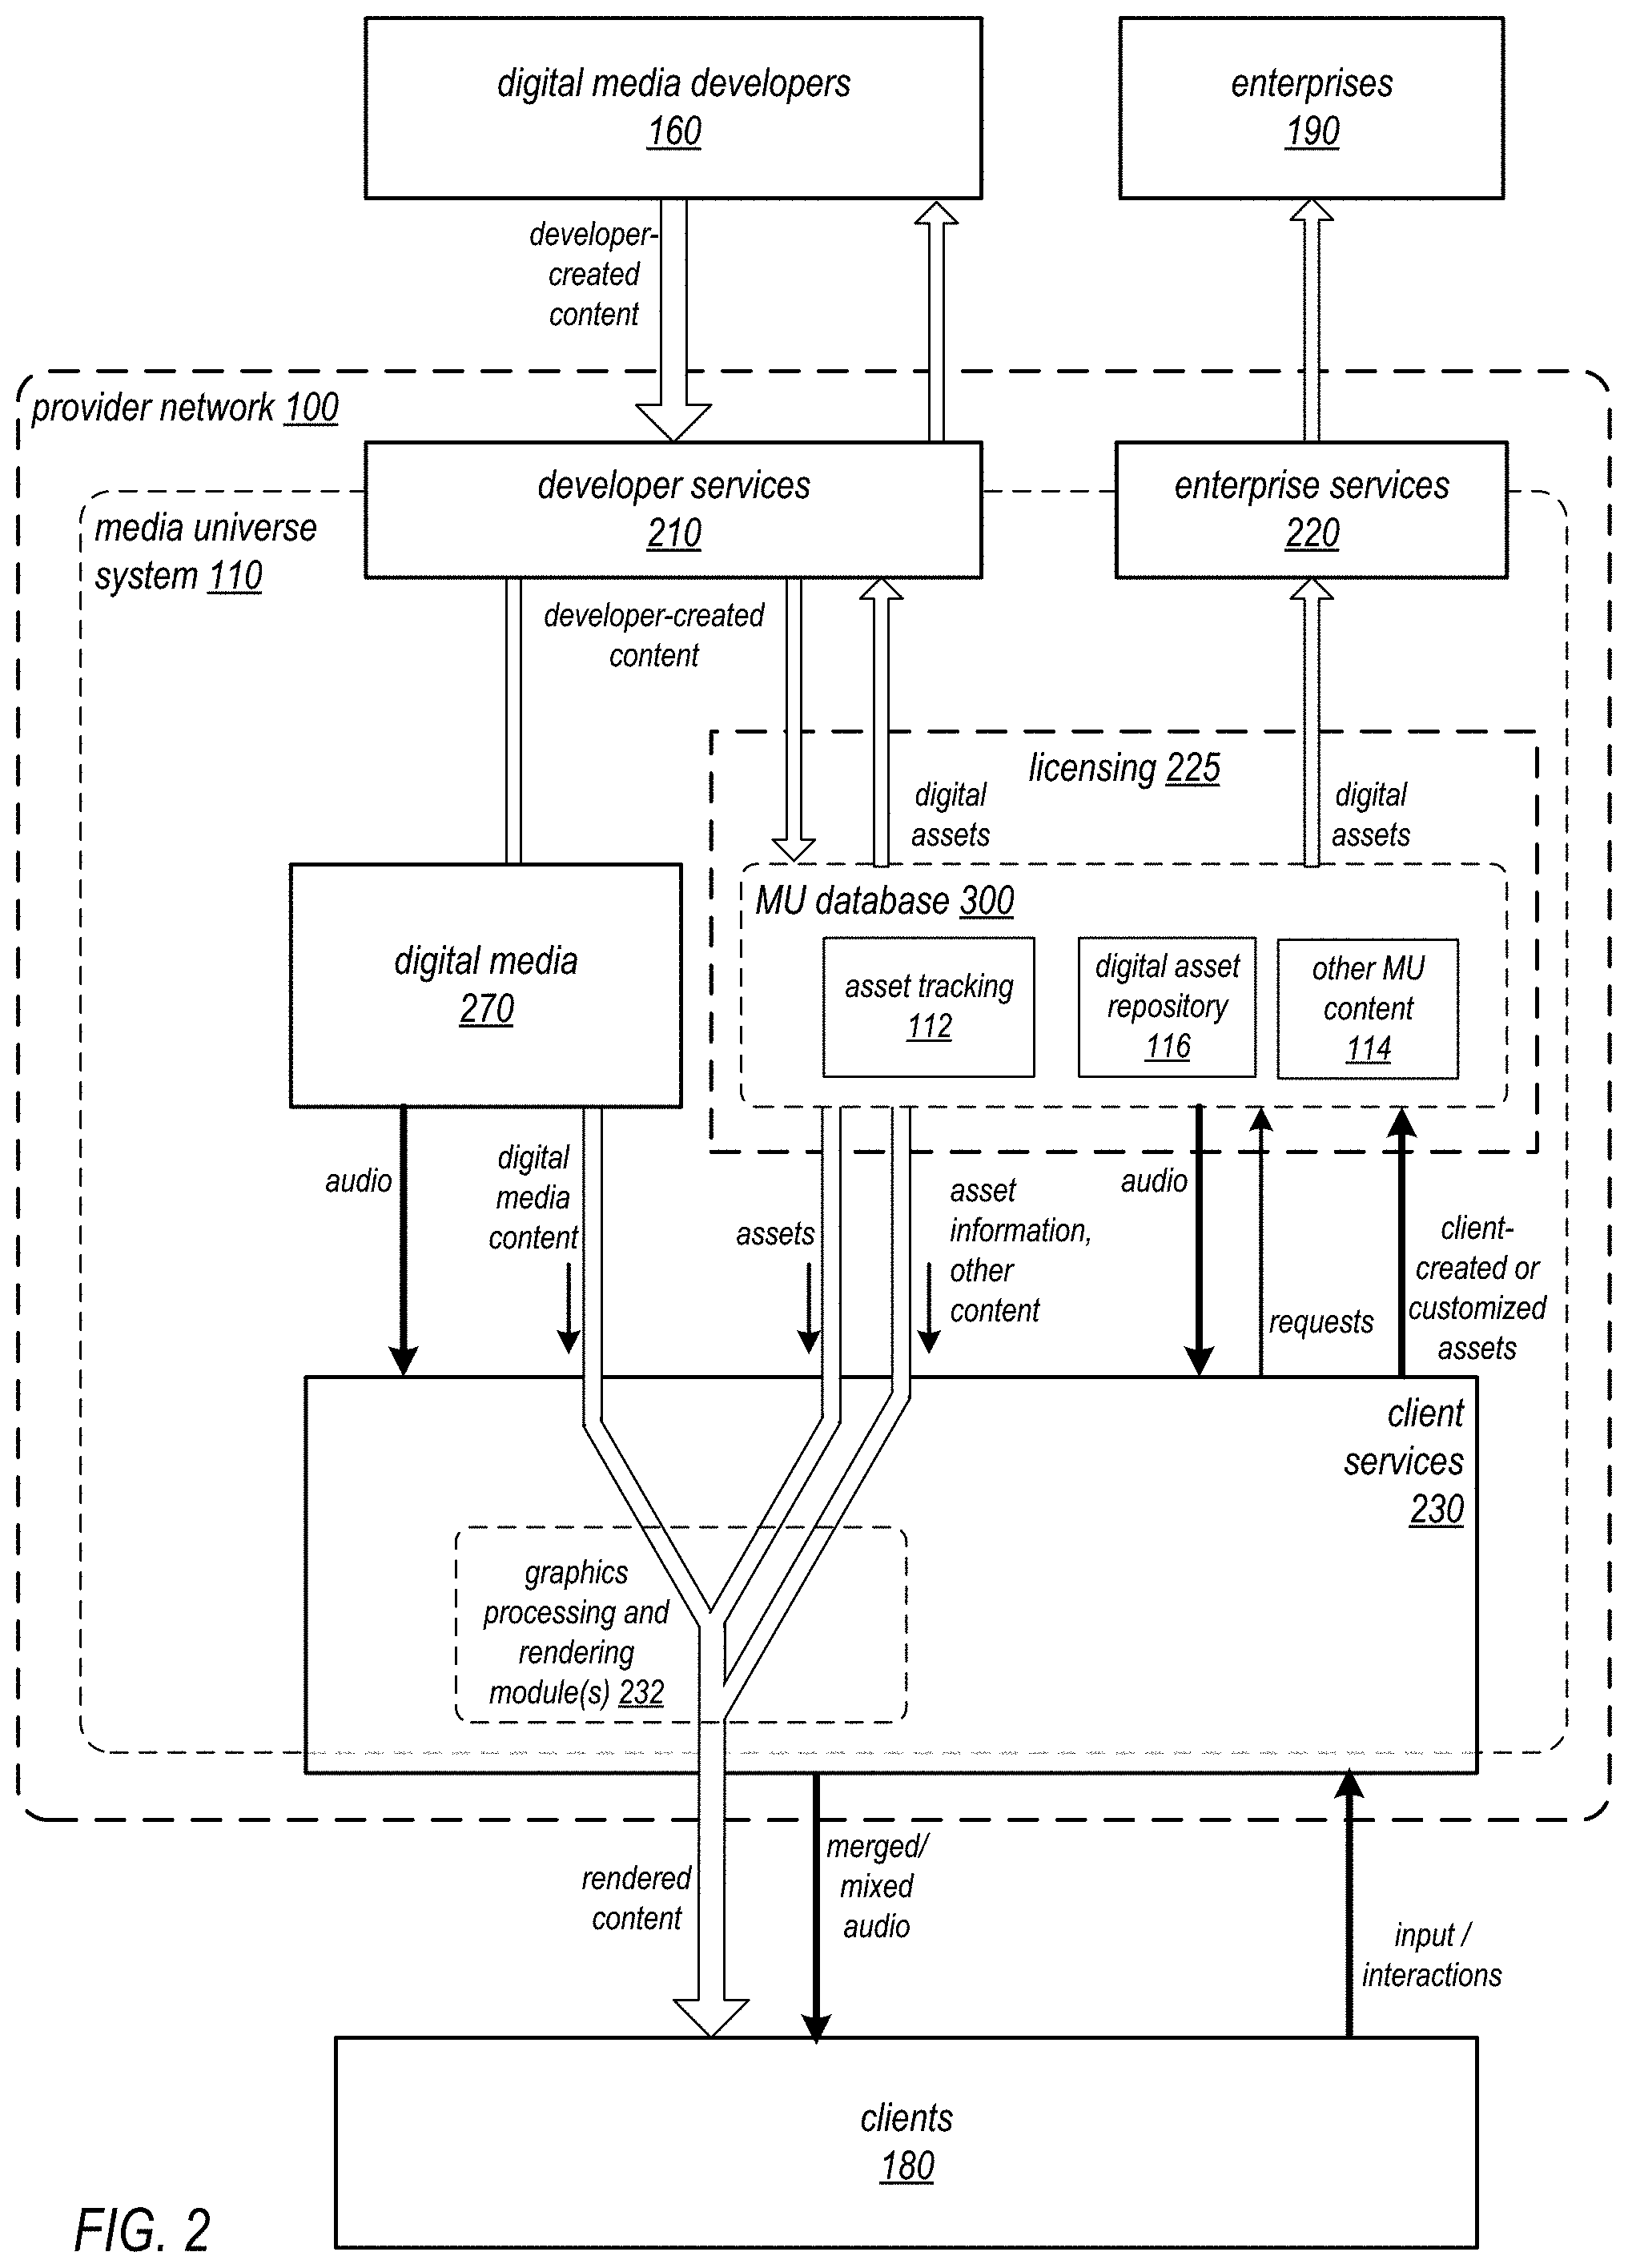 digital media developers
160
enterprises
190
developer-
created
content
provider network 100
developer services
210
enterprise services
220
media universe
system 110
developer-created
content
licensing 225
digital
assets
digital
assets
MU database 300
digital media
270
asset tracking
112
digital asset
repository
116
other MU
content
114
audio
digital
media
content
assets
asset
information,
other
content
audio
requests
client-
created or
customized
assets
client
services
230
graphics
processing and
rendering
module(s) 232
rendered
content
merged/
mixed
audio
input /
interactions
clients
180
FIG. 2